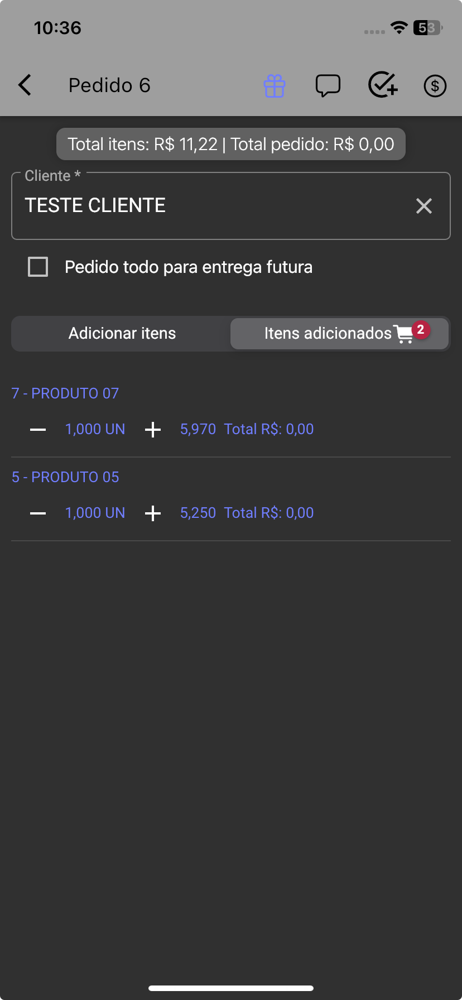 10:36
53
Pedido 6
Total itens: R$ 11,22 | Total pedido: R$ 0,00
Cliente *
TESTE CLIENTE
Pedido todo para entrega futura
Adicionar itens
Itens adicionados 2
7 - PRODUTO 07
1,000 UN 5,970 Total R$: 0,00
5 - PRODUTO 05
1,000 UN 5,250 Total R$: 0,00